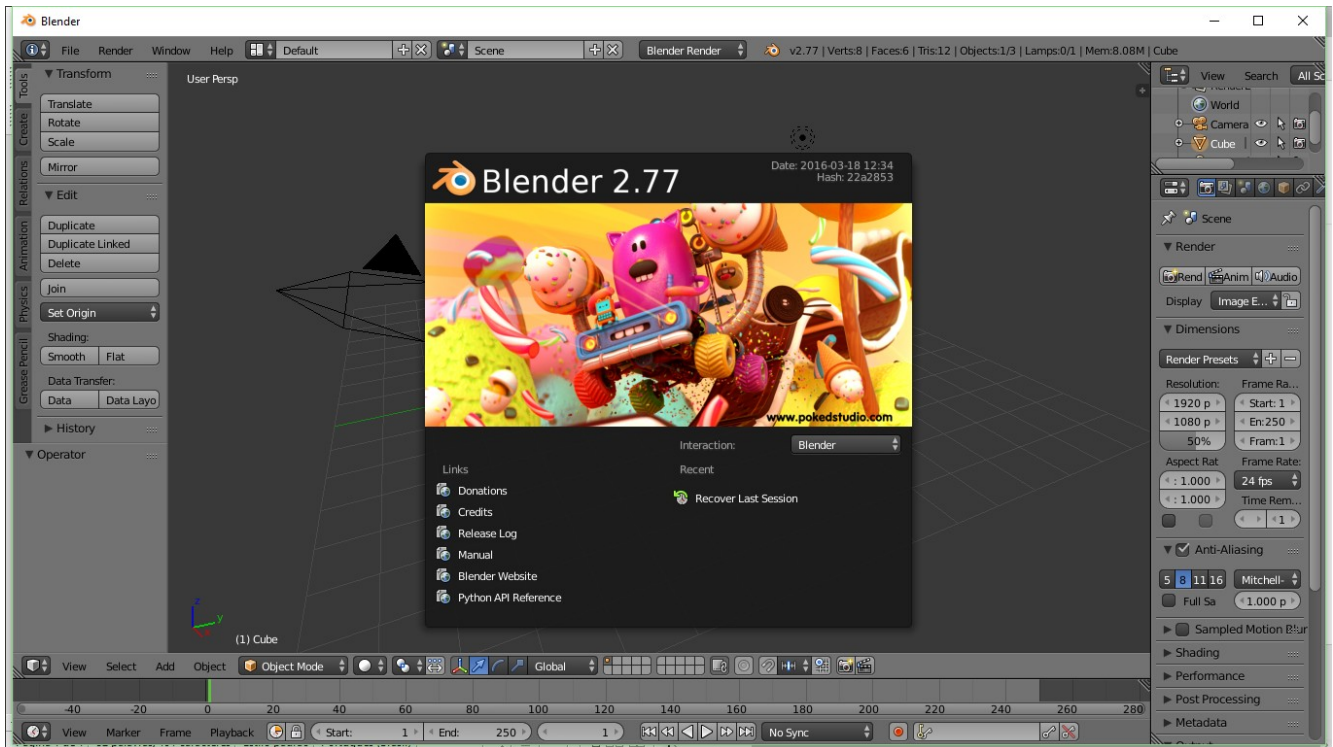 Blender
File Render Window Help Default Scene Blender Render v2.77 | Verts:8 | Faces:6 | Tris:12 | Objects:1/3 | Lamps:0/1 | Mem:8.08M | Cube
Tools
Create
Relations
Animation
Physics
Grease Pencil
Transform
Translate
Rotate
Scale
Mirror
Edit
Duplicate
Duplicate Linked
Delete
Join
Set Origin
Shading:
Smooth Flat
Data Transfer:
Data Data Layo
History
Operator
User Persp
Blender 2.77
Date: 2016-03-18 12:34
Hash: 22a2853
www.pokedstudio.com
Interaction: Blender
Links
Donations
Credits
Release Log
Manual
Blender Website
Python API Reference
Recent
Recover Last Session
z
y
(1) Cube
View Search All Sc
World
Camera
Cube
Scene
Render
Rend Anim Audio
Display Image E...
Dimensions
Render Presets
Resolution: Frame Ra...
1920 p Start: 1
1080 p En:250
50% Fram:1
Aspect Rat Frame Rate:
: 1.000 24 fps
: 1.000 Time Rem...
1
Anti-Aliasing
5 8 11 16 Mitchell-
Full Sa 1.000 p
Sampled Motion Blur
Shading
Performance
Post Processing
Metadata
View Select Add Object Object Mode Global
-40 -20 0 20 40 60 80 100 120 140 160 180 200 220 240 260 280
View Marker Frame Playback Start: 1 End: 250 1 No Sync